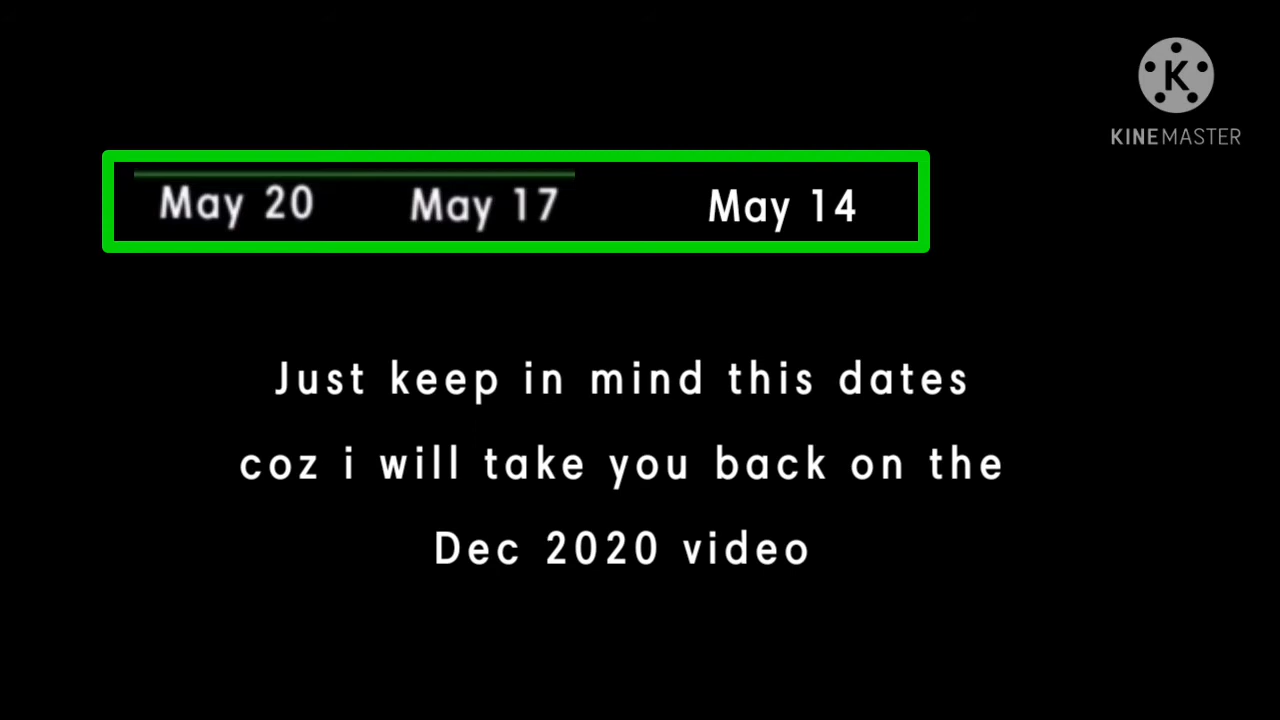 KINEMASTER
May 20 May 17 May 14
Just keep in mind this dates
coz i will take you back on the
Dec 2020 video